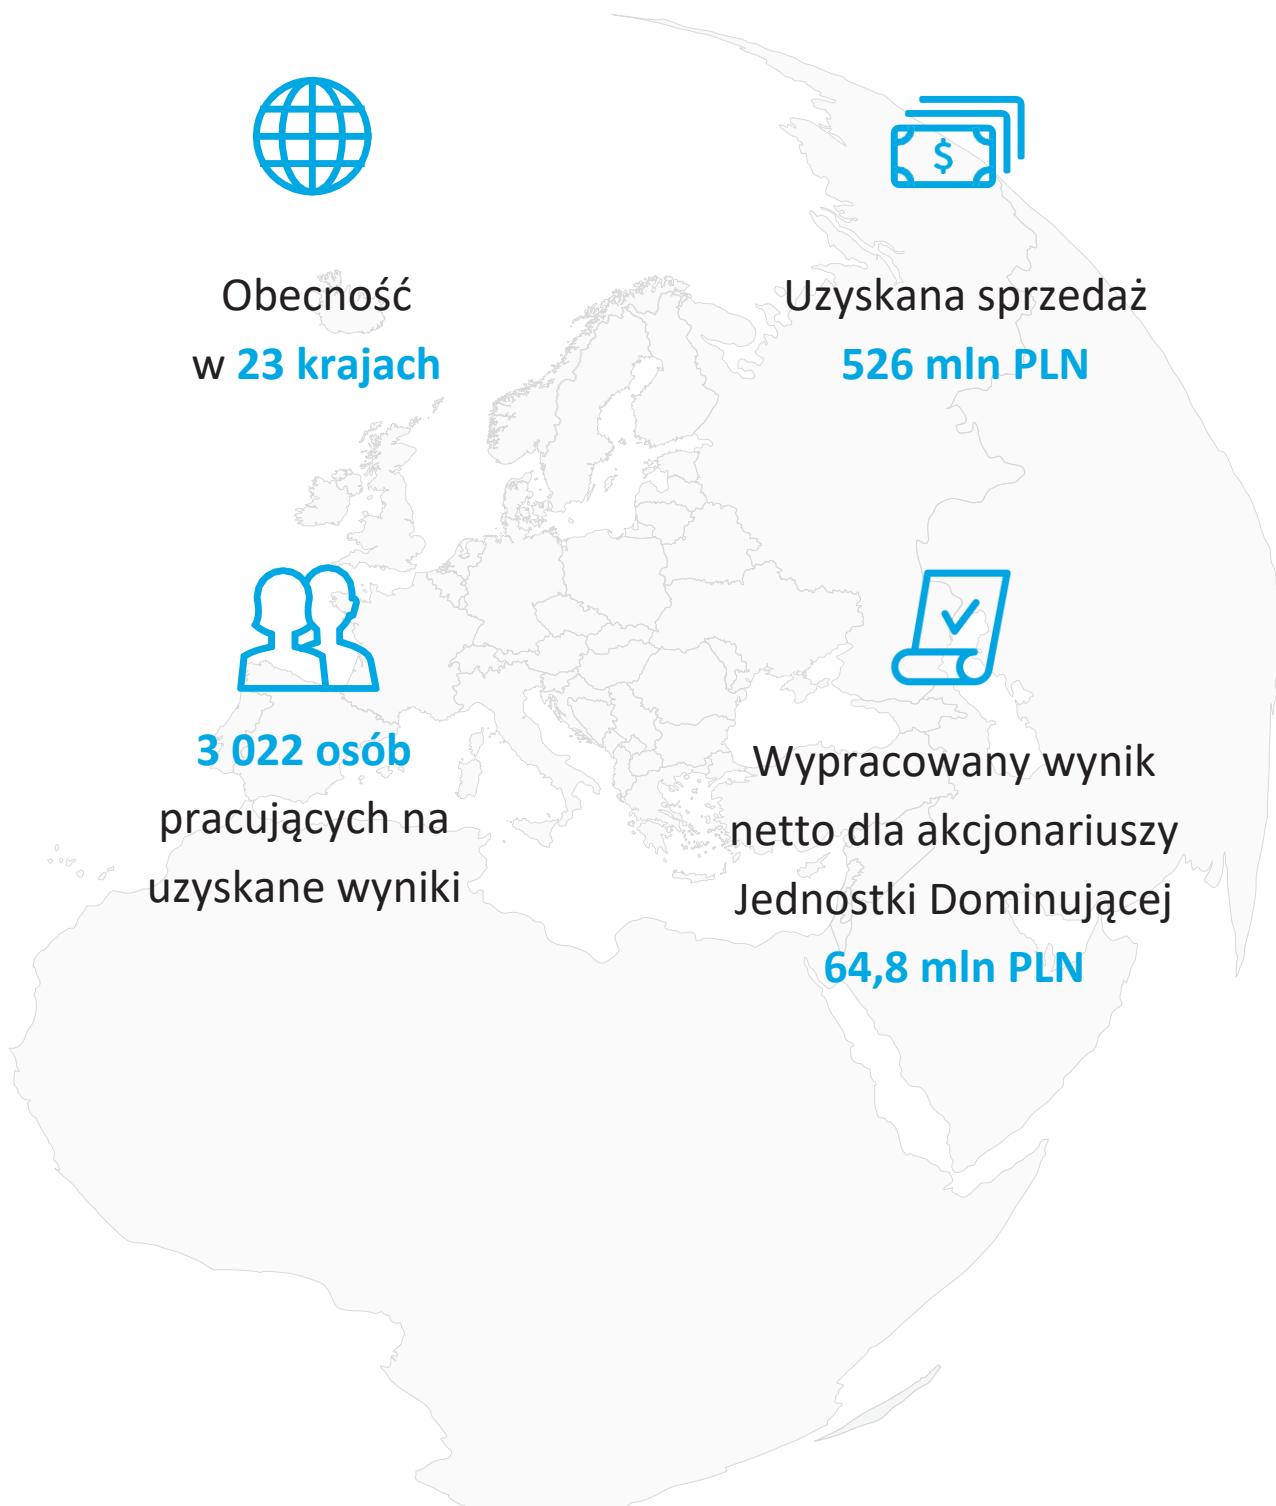 Obecność
w 23 krajach
$
Uzyskana sprzedaż
526 mln PLN
3 022 osób
pracujących na
uzyskane wyniki
Wypracowany wynik
netto dla akcjonariuszy
Jednostki Dominującej
64,8 mln PLN